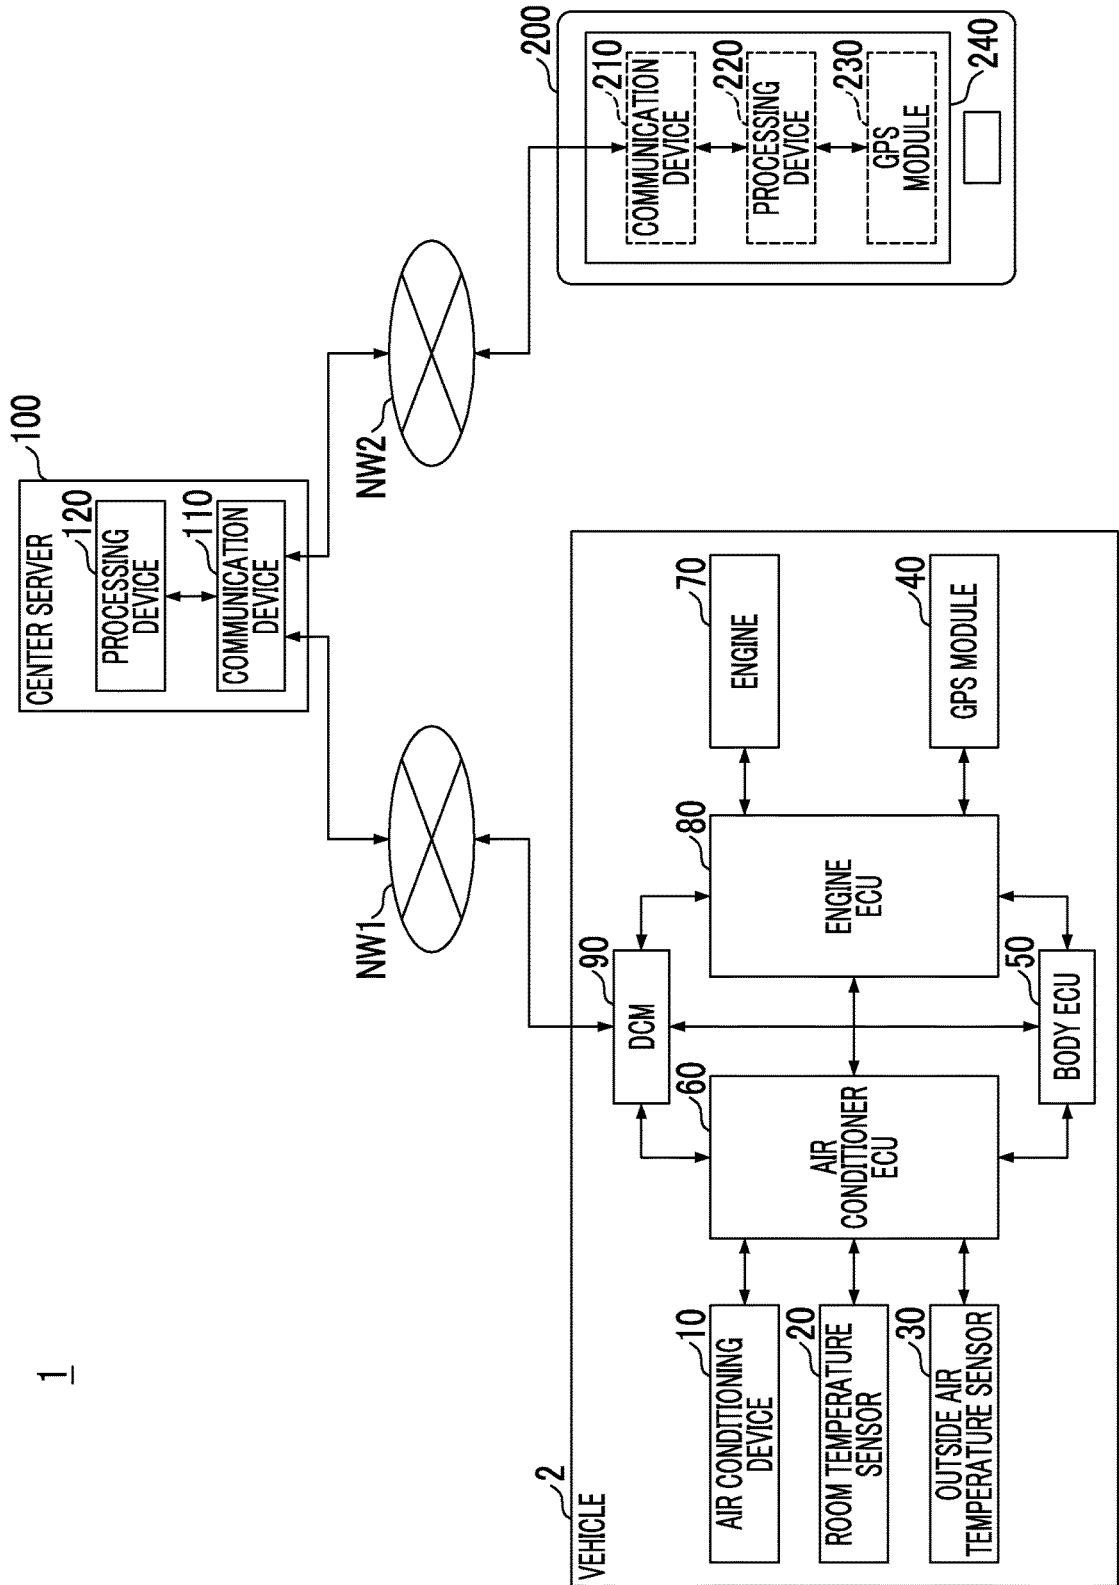 1
CENTER SERVER
100
PROCESSING
DEVICE
120
COMMUNICATION
DEVICE
110
NW1
NW2
200
COMMUNICATION
DEVICE
210
PROCESSING
DEVICE
220
GPS
MODULE
230
240
VEHICLE
2
AIR CONDITIONING
DEVICE
10
ROOM TEMPERATURE
SENSOR
20
OUTSIDE AIR
TEMPERATURE SENSOR
30
AIR
CONDITIONER
ECU
60
DCM
90
BODY ECU
50
ENGINE
ECU
80
ENGINE
70
GPS MODULE
40